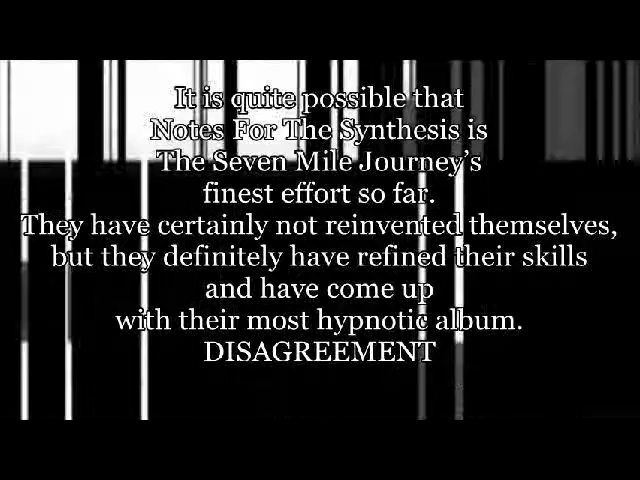 It is quite possible that
Notes For The Synthesis is
The Seven Mile Journey’s
finest effort so far.
They have certainly not reinvented themselves,
but they definitely have refined their skills
and have come up
with their most hypnotic album.
DISAGREEMENT